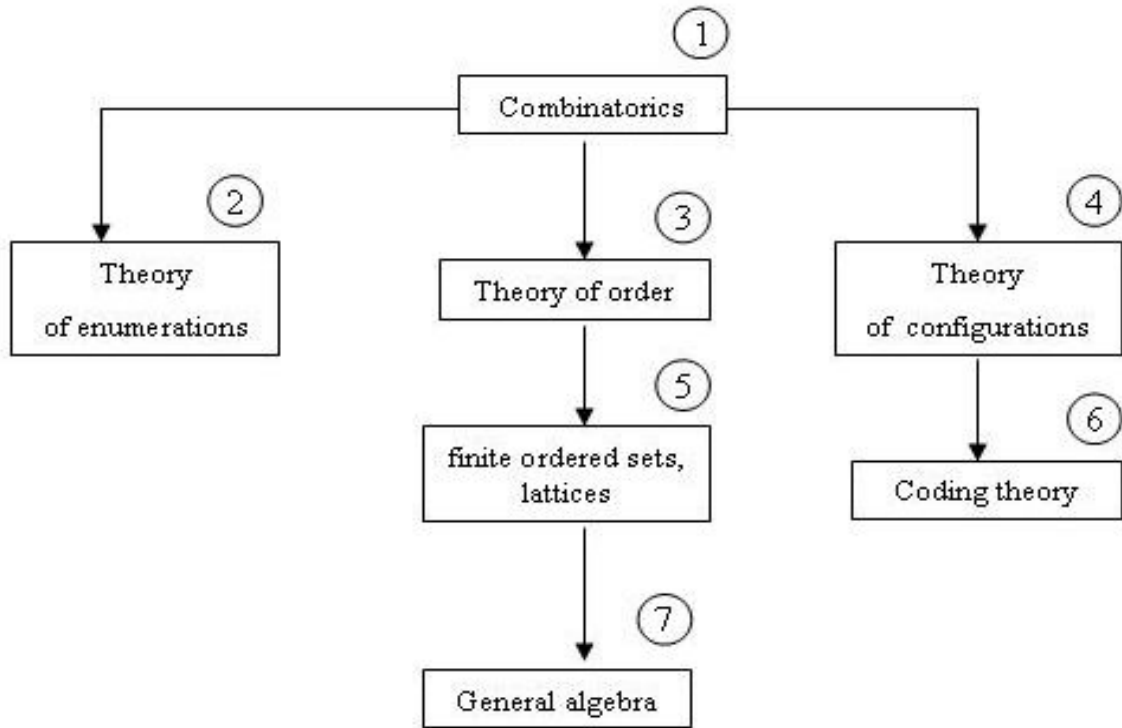 1
Combinatorics
2
3
4
Theory
of enumerations
Theory of order
Theory
of configurations
5
6
finite ordered sets,
lattices
Coding theory
7
General algebra